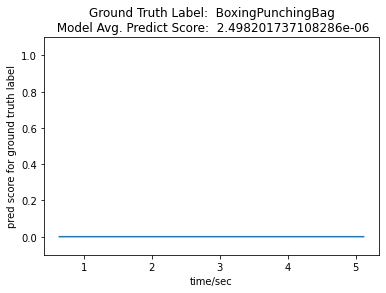 Ground Truth Label:  BoxingPunchingBag
Model Avg. Predict Score:  2.498201737108286e-06
1.0
0.8
0.6
0.4
0.2
0.0
pred score for ground truth label
1
2
3
4
5
time/sec